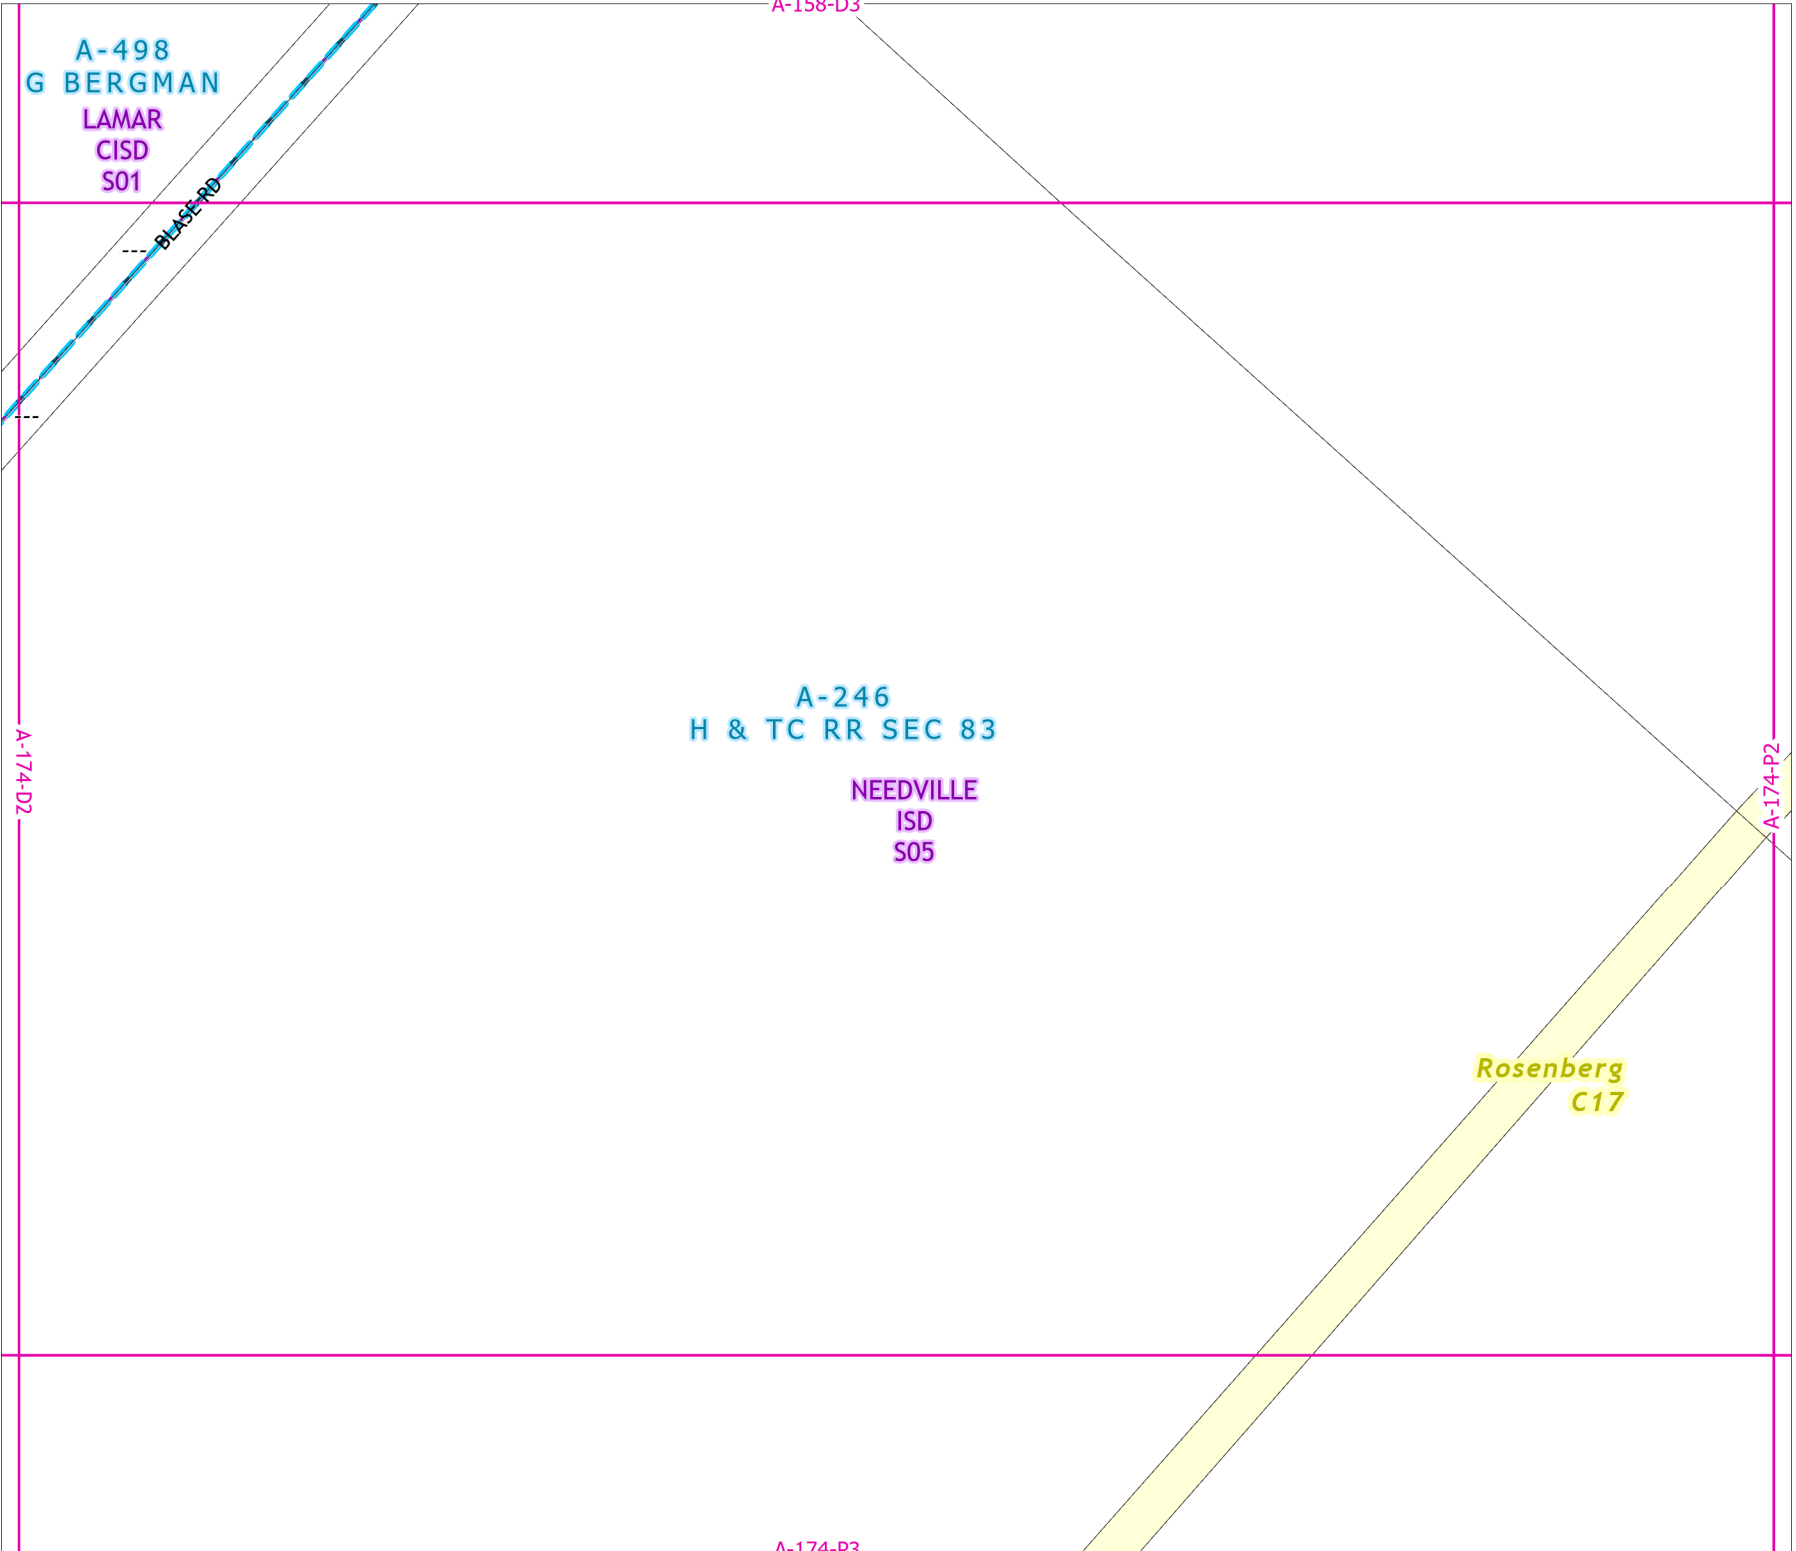 A-158-D3
A-498
G BERGMAN
LAMAR
CISD
S01
BLASE RD
A-246
H & TC RR SEC 83
NEEDVILLE
ISD
S05
A-174-D2
A-174-P2
Rosenberg
C17
A-174-P3